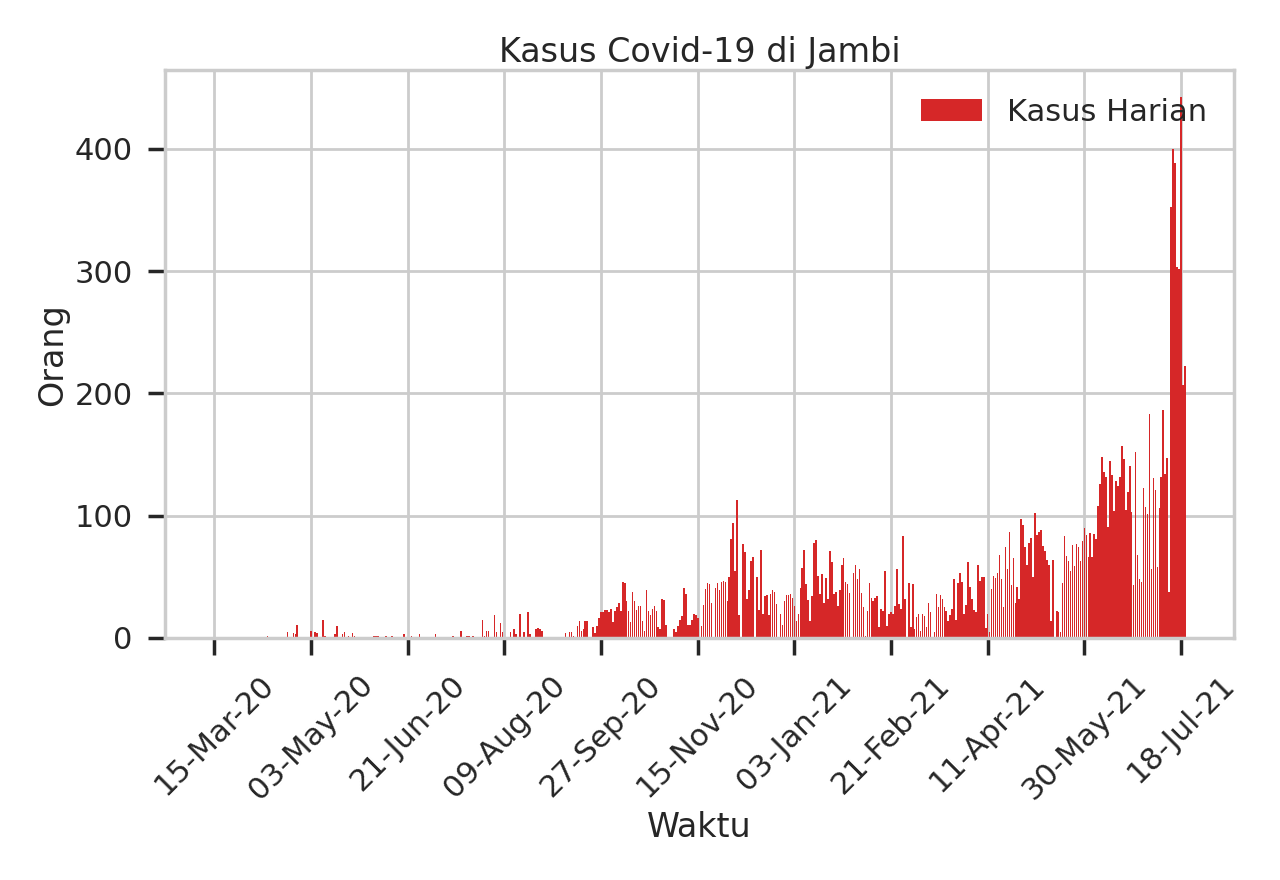 Kasus Covid-19 di Jambi
Kasus Harian
Orang
400
300
200
100
0
15-Mar-20
03-May-20
21-Jun-20
09-Aug-20
27-Sep-20
15-Nov-20
03-Jan-21
21-Feb-21
11-Apr-21
30-May-21
18-Jul-21
Waktu